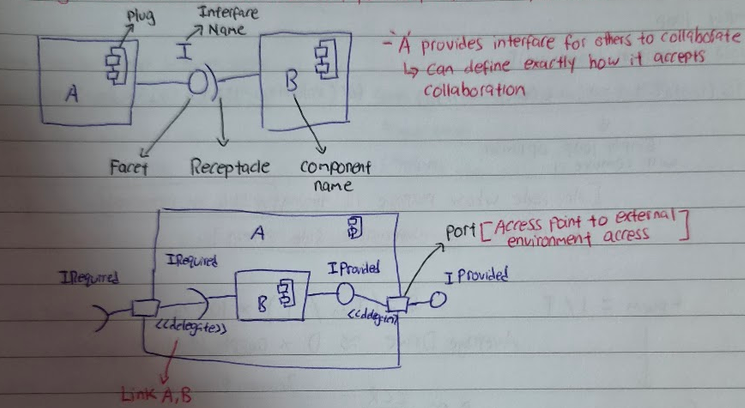 plug
Interface
Name
I
A
B
- A provides interface for others to collaborate
↳ can define exactly how it accepts
collaboration
Facet
Receptacle
component
name
A
port [Access Point to external
environment access]
IRequired
IRequired
B
IProvided
IProvided
<<delegate>>
<<delegate>>
Link A,B